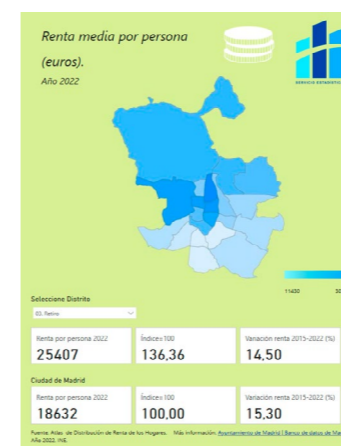 Renta media por persona
(euros).
Año 2022
SERVICIO ESTADÍSTICA
11430
Seleccione Distrito
03. Retiro
Renta por persona 2022
Índice=100
Variación renta 2015-2022 (%)
25407
136,36
14,50
Ciudad de Madrid
Renta por persona 2022
Índice=100
Variación renta 2015-2022 (%)
18632
100,00
15,30
Fuente: Atlas de Distribución de Renta de los Hogares. Más información: Ayuntamiento de Madrid | Banco de datos de
Año 2022. INE.